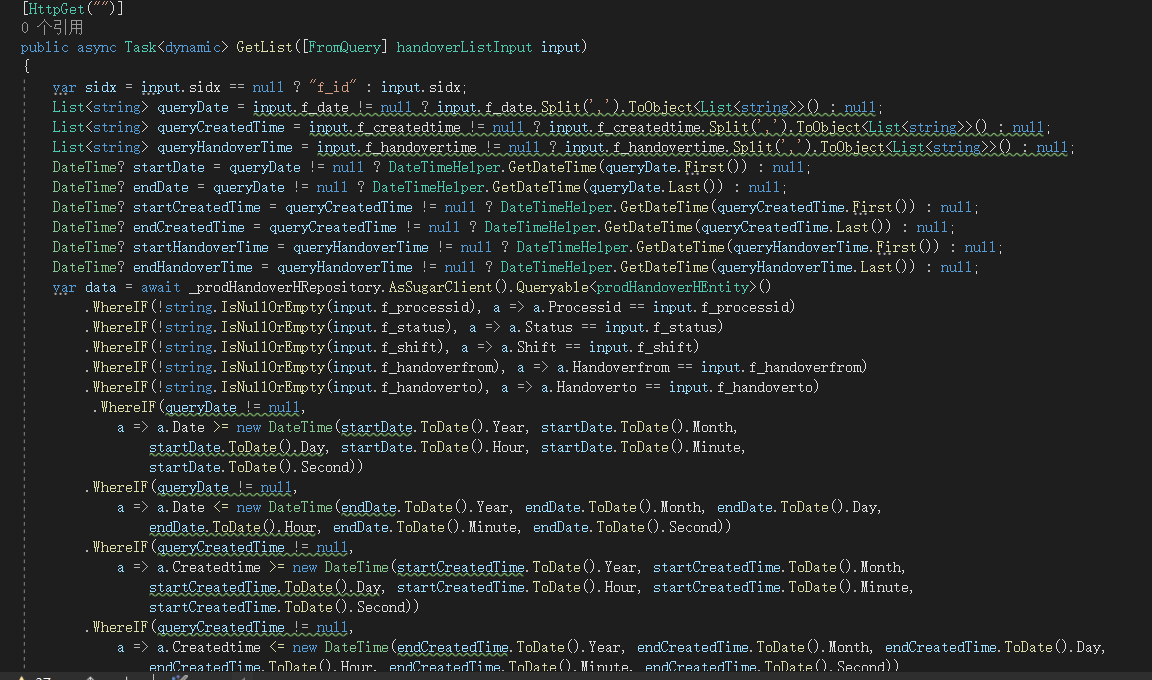 [HttpGet("")]
0 个引用
public async Task<dynamic> GetList([FromQuery] handoverListInput input)
{
var sidx = input.sidx == null ? "f_id" : input.sidx;
List<string> queryDate = input.f_date != null ? input.f_date.Split(',').ToObject<List<string>>() : null;
List<string> queryCreatedTime = input.f_createdtime != null ? input.f_createdtime.Split(',').ToObject<List<string>>() : null;
List<string> queryHandoverTime = input.f_handovertime != null ? input.f_handovertime.Split(',').ToObject<List<string>>() : null;
DateTime? startDate = queryDate != null ? DateTimeHelper.GetDateTime(queryDate.First()) : null;
DateTime? endDate = queryDate != null ? DateTimeHelper.GetDateTime(queryDate.Last()) : null;
DateTime? startCreatedTime = queryCreatedTime != null ? DateTimeHelper.GetDateTime(queryCreatedTime.First()) : null;
DateTime? endCreatedTime = queryCreatedTime != null ? DateTimeHelper.GetDateTime(queryCreatedTime.Last()) : null;
DateTime? startHandoverTime = queryHandoverTime != null ? DateTimeHelper.GetDateTime(queryHandoverTime.First()) : null;
DateTime? endHandoverTime = queryHandoverTime != null ? DateTimeHelper.GetDateTime(queryHandoverTime.Last()) : null;
var data = await _prodHandoverHRepository.AsSugarClient().Queryable<prodHandoverHEntity>()
.WhereIF(!string.IsNullOrEmpty(input.f_processid), a => a.Processid == input.f_processid)
.WhereIF(!string.IsNullOrEmpty(input.f_status), a => a.Status == input.f_status)
.WhereIF(!string.IsNullOrEmpty(input.f_shift), a => a.Shift == input.f_shift)
.WhereIF(!string.IsNullOrEmpty(input.f_handoverfrom), a => a.Handoverfrom == input.f_handoverfrom)
.WhereIF(!string.IsNullOrEmpty(input.f_handoverto), a => a.Handoverto == input.f_handoverto)
.WhereIF(queryDate != null,
a => a.Date >= new DateTime(startDate.ToDate().Year, startDate.ToDate().Month,
startDate.ToDate().Day, startDate.ToDate().Hour, startDate.ToDate().Minute,
startDate.ToDate().Second))
.WhereIF(queryDate != null,
a => a.Date <= new DateTime(endDate.ToDate().Year, endDate.ToDate().Month, endDate.ToDate().Day,
endDate.ToDate().Hour, endDate.ToDate().Minute, endDate.ToDate().Second))
.WhereIF(queryCreatedTime != null,
a => a.Createdtime >= new DateTime(startCreatedTime.ToDate().Year, startCreatedTime.ToDate().Month,
startCreatedTime.ToDate().Day, startCreatedTime.ToDate().Hour, startCreatedTime.ToDate().Minute,
startCreatedTime.ToDate().Second))
.WhereIF(queryCreatedTime != null,
a => a.Createdtime <= new DateTime(endCreatedTime.ToDate().Year, endCreatedTime.ToDate().Month, endCreatedTime.ToDate().Day,
endCreatedTime.ToDate().Hour, endCreatedTime.ToDate().Minute, endCreatedTime.ToDate().Second))